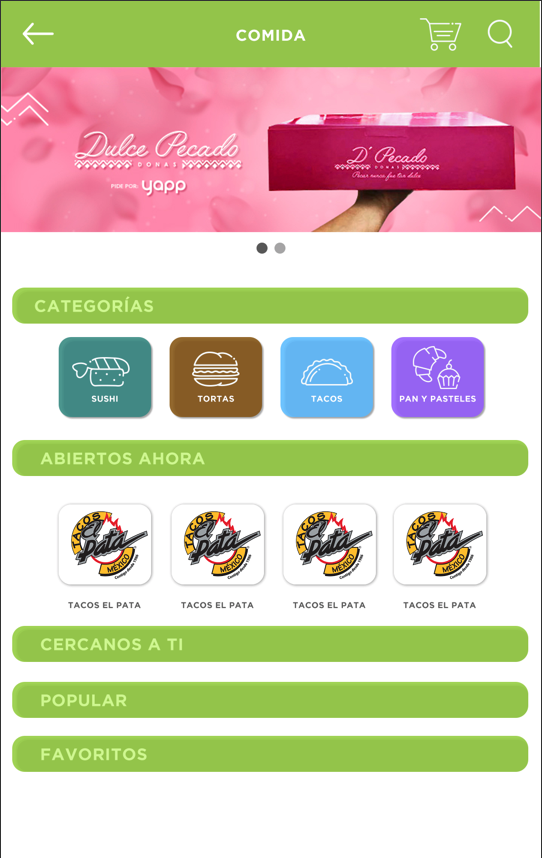 COMIDA
Dulce Pecado
DONAS
PIDE POR: yapp
D' Pecado
DONAS
Pecar nunca fue tan dulce
CATEGORÍAS
SUSHI
TORTAS
TACOS
PAN Y PASTELES
ABIERTOS AHORA
TACOS
El Pata
MÉXICO
TACOS
El Pata
MÉXICO
TACOS
El Pata
MÉXICO
TACOS
El Pata
MÉXICO
TACOS EL PATA
TACOS EL PATA
TACOS EL PATA
TACOS EL PATA
CERCANOS A TI
POPULAR
FAVORITOS